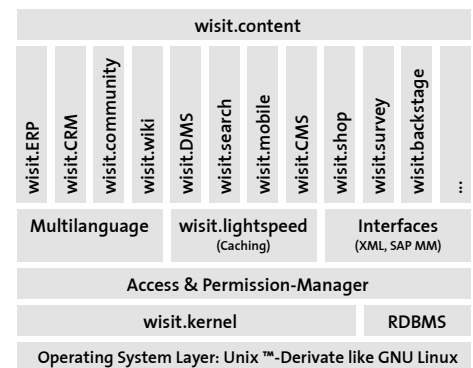 wisit.content
wisit.ERP
wisit.CRM
wisit.community
wisit.wiki
wisit.DMS
wisit.search
wisit.mobile
wisit.CMS
wisit.shop
wisit.survey
wisit.backstage
...
Multilanguage
wisit.lightspeed
(Caching)
Interfaces
(XML, SAP MM)
Access & Permission-Manager
wisit.kernel
RDBMS
Operating System Layer: Unix ™-Derivate like GNU Linux